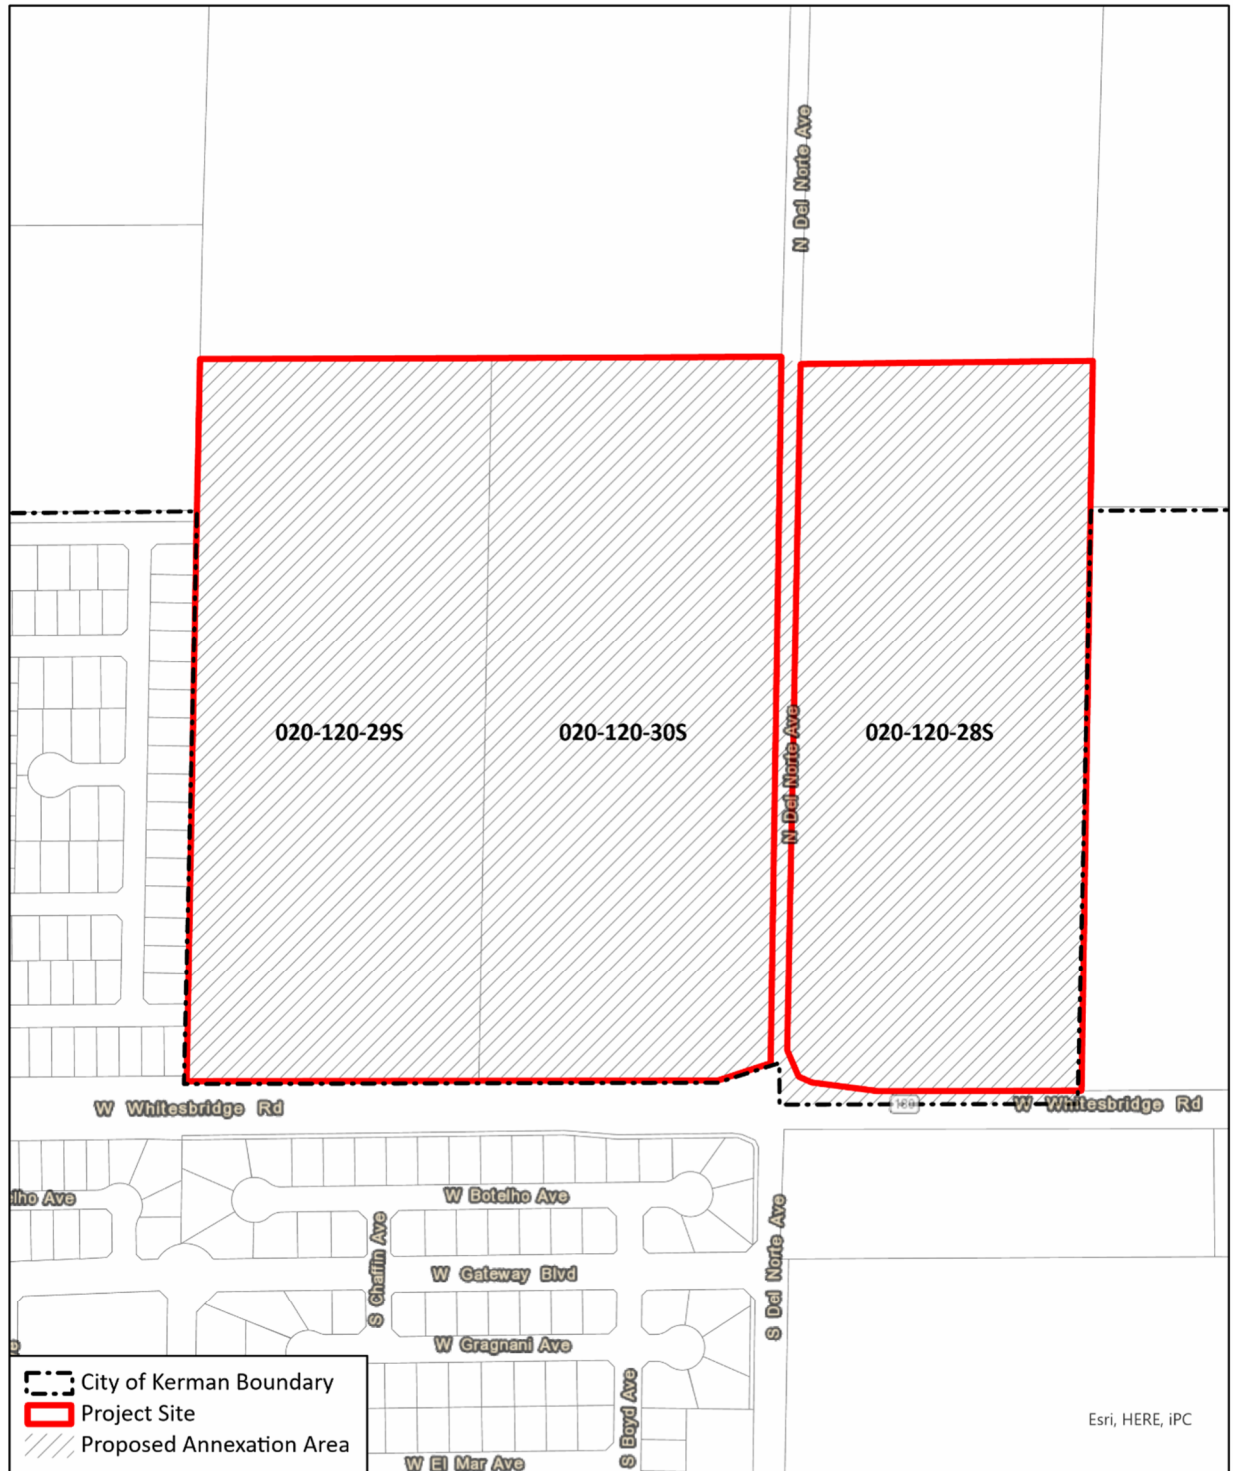 N Del Norte Ave
020-120-29S
020-120-30S
020-120-28S
N Del Norte Ave
W Whitesbridge Rd
180
W Whitesbridge Rd
lho Ave
W Botelho Ave
S Chaffin Ave
S Del Norte Ave
W Gateway Blvd
W Gragnani Ave
S Boyd Ave
W El Mar Ave
City of Kerman Boundary
Project Site
Proposed Annexation Area
Esri, HERE, iPC